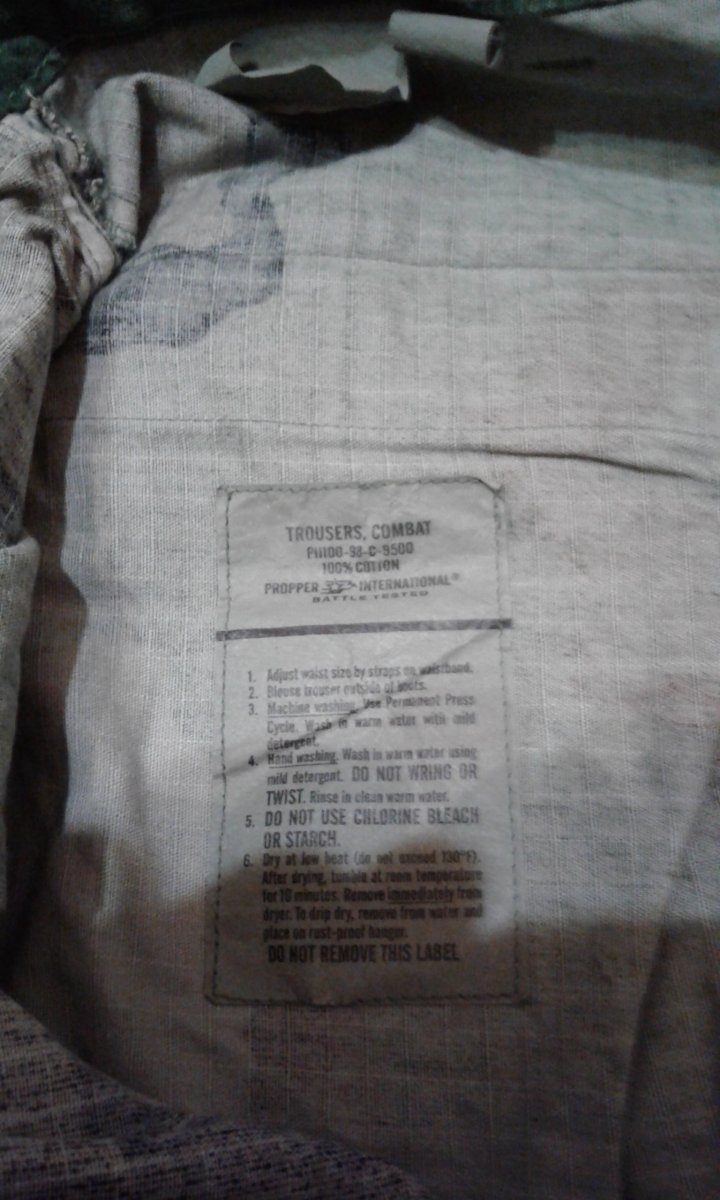 TROUSERS, COMBAT
PI1100-98-C-9500
100% COTTON
PROPPER INTERNATIONAL®
BATTLE TESTED
1. Adjust waist size by straps on waistband.
2. Blouse trouser outside of boots.
3. Machine washing. Use Permanent Press
Cycle. Wash in warm water with mild
detergent.
4. Hand washing. Wash in warm water using
mild detergent. DO NOT WRING OR
TWIST. Rinse in clean warm water.
5. DO NOT USE CHLORINE BLEACH
OR STARCH.
6. Dry at low heat (do not exceed 130°F).
After drying, tumble at room temperature
for 10 minutes. Remove immediately from
dryer. To drip dry, remove from water and
place on rust-proof hanger.
DO NOT REMOVE THIS LABEL